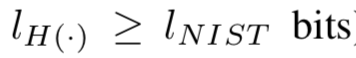 l_{H(·)} ≥ l_{NIST} bits